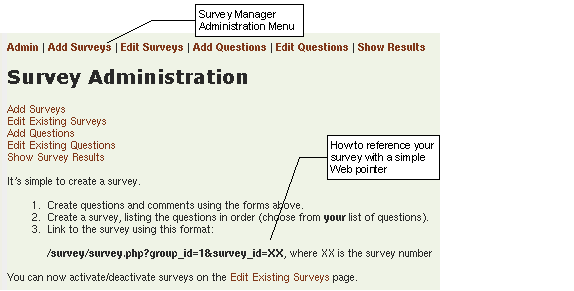 Survey Manager
Administration Menu
Admin | Add Surveys | Edit Surveys | Add Questions | Edit Questions | Show Results
Survey Administration
Add Surveys
Edit Existing Surveys
Add Questions
Edit Existing Questions
Show Survey Results
How to reference your
survey with a simple
Web pointer
It's simple to create a survey.
1. Create questions and comments using the forms above.
2. Create a survey, listing the questions in order (choose from your list of questions).
3. Link to the survey using this format:
/survey/survey.php?group_id=1&survey_id=XX, where XX is the survey number
You can now activate/deactivate surveys on the Edit Existing Surveys page.